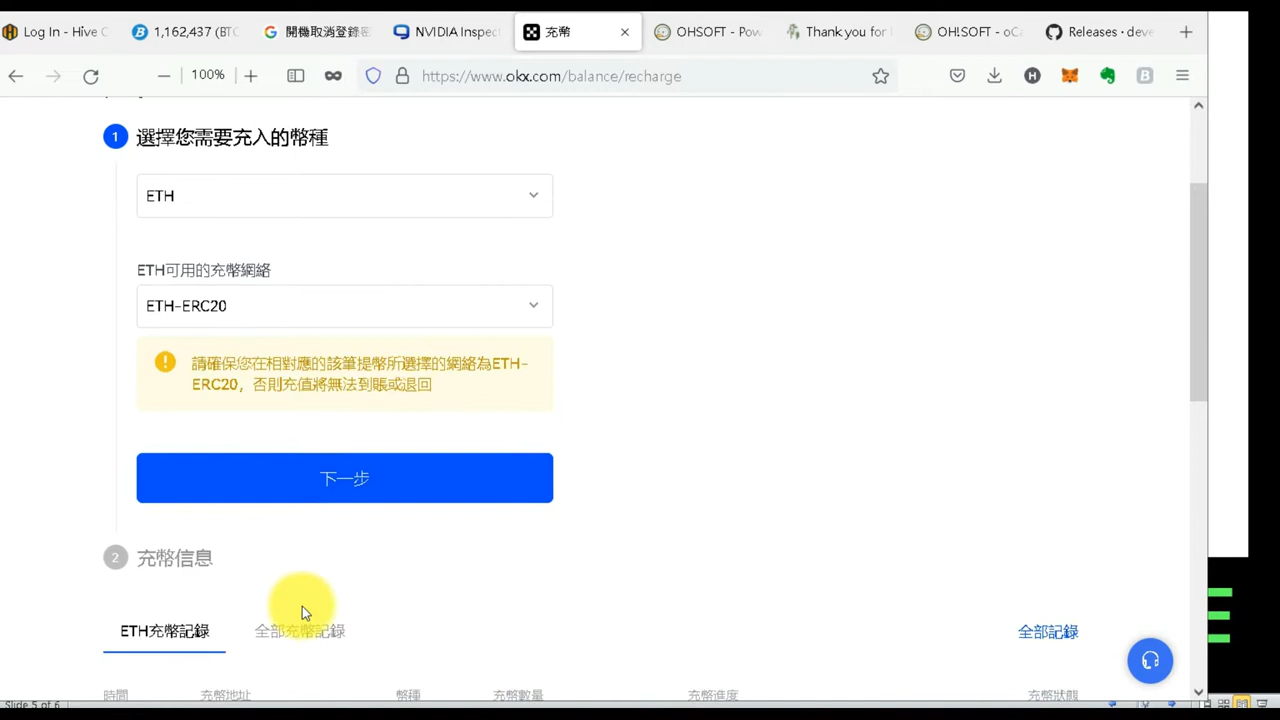 Log In - Hive
1,162,437 (BTC
開機取消登錄
NVIDIA Inspect
充幣
OHSOFT - Pow
Thank you for
OH!SOFT - oCa
Releases · deve
100%
https://www.okx.com/balance/recharge
1 選擇您需要充入的幣種
ETH
ETH可用的充幣網絡
ETH-ERC20
請確保您在相對應的該筆提幣所選擇的網絡為ETH-
ERC20，否則充值將無法到賬或退回
下一步
2 充幣信息
ETH充幣記錄
全部充幣記錄
全部記錄
時間
充幣地址
幣種
充幣數量
充幣進度
充幣狀態
Slide 5 of 6